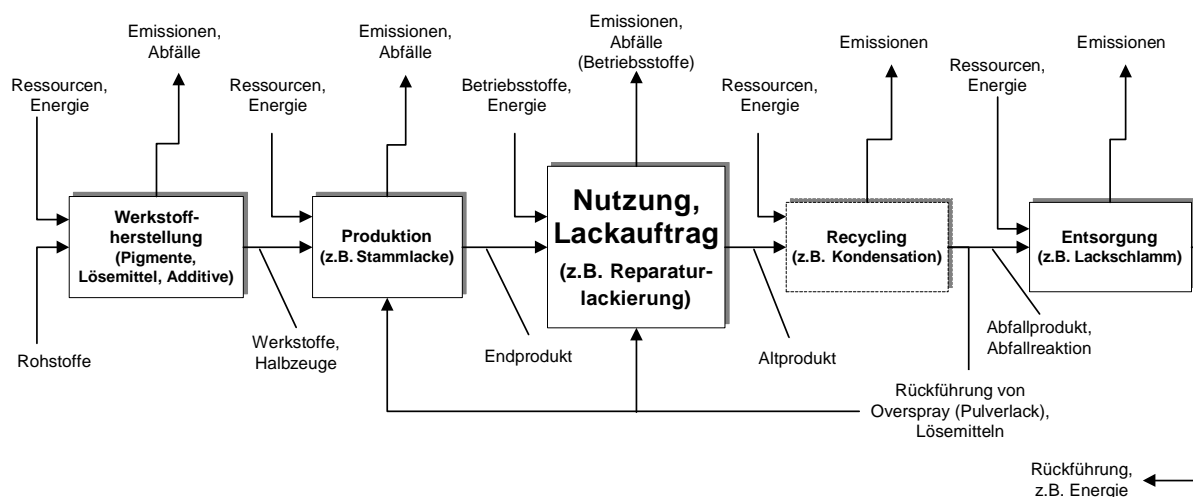 Emissionen,
Abfälle
Emissionen,
Abfälle
Emissionen,
Abfälle
(Betriebsstoffe)
Emissionen
Emissionen
Ressourcen,
Energie
Ressourcen,
Energie
Betriebsstoffe,
Energie
Ressourcen,
Energie
Ressourcen,
Energie
Werkstoff-
herstellung
(Pigmente,
Lösemittel, Additive)
Produktion
(z.B. Stammlacke)
Nutzung,
Lackauftrag
(z.B. Reparatur-
lackierung)
Recycling
(z.B. Kondensation)
Entsorgung
(z.B. Lackschlamm)
Rohstoffe
Werkstoffe,
Halbzeuge
Endprodukt
Altprodukt
Abfallprodukt,
Abfallreaktion
Rückführung von
Overspray (Pulverlack),
Lösemitteln
Rückführung,
z.B. Energie